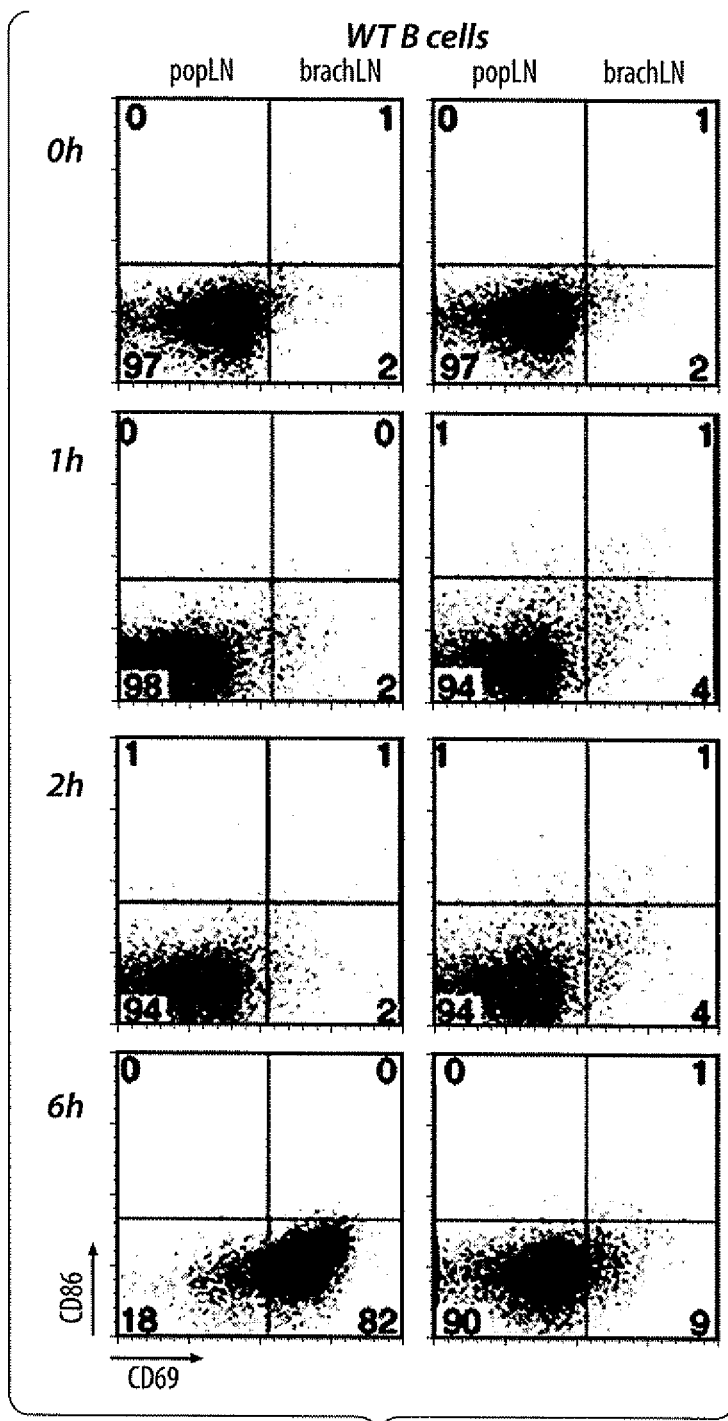 WT B cells
popLN brachLN popLN brachLN
0h
0 1 0 1
97 2 97 2
1h
0 0 1 1
98 2 94 4
2h
1 1 1 1
94 2 94 4
6h
0 0 0 1
18 82 90 9
CD86
CD69